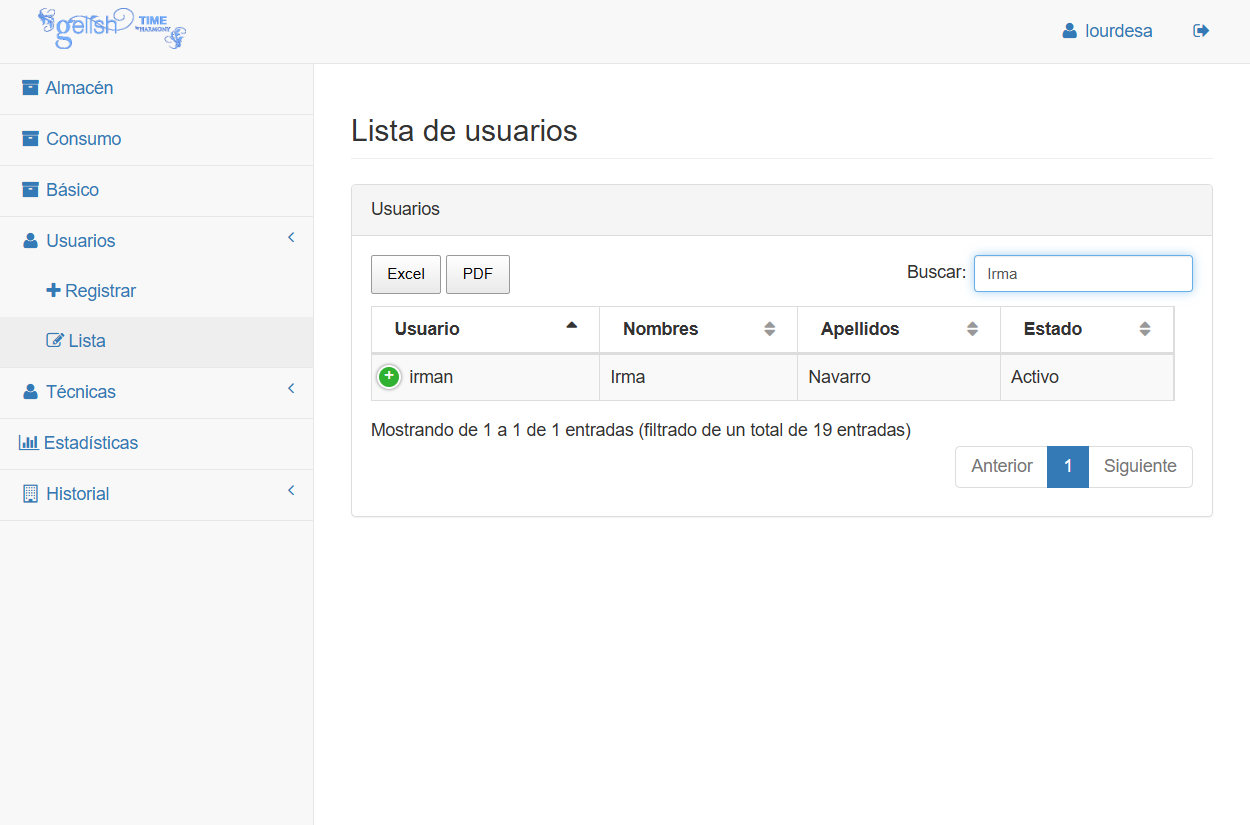 gelish TIME
IN HARMONY
lourdesa
Almacén
Consumo
Básico
Usuarios
Registrar
Lista
Técnicas
Estadísticas
Historial
Lista de usuarios
Usuarios
Excel PDF Buscar: Irma
Usuario Nombres Apellidos Estado
irman Irma Navarro Activo
Mostrando de 1 a 1 de 1 entradas (filtrado de un total de 19 entradas)
Anterior 1 Siguiente